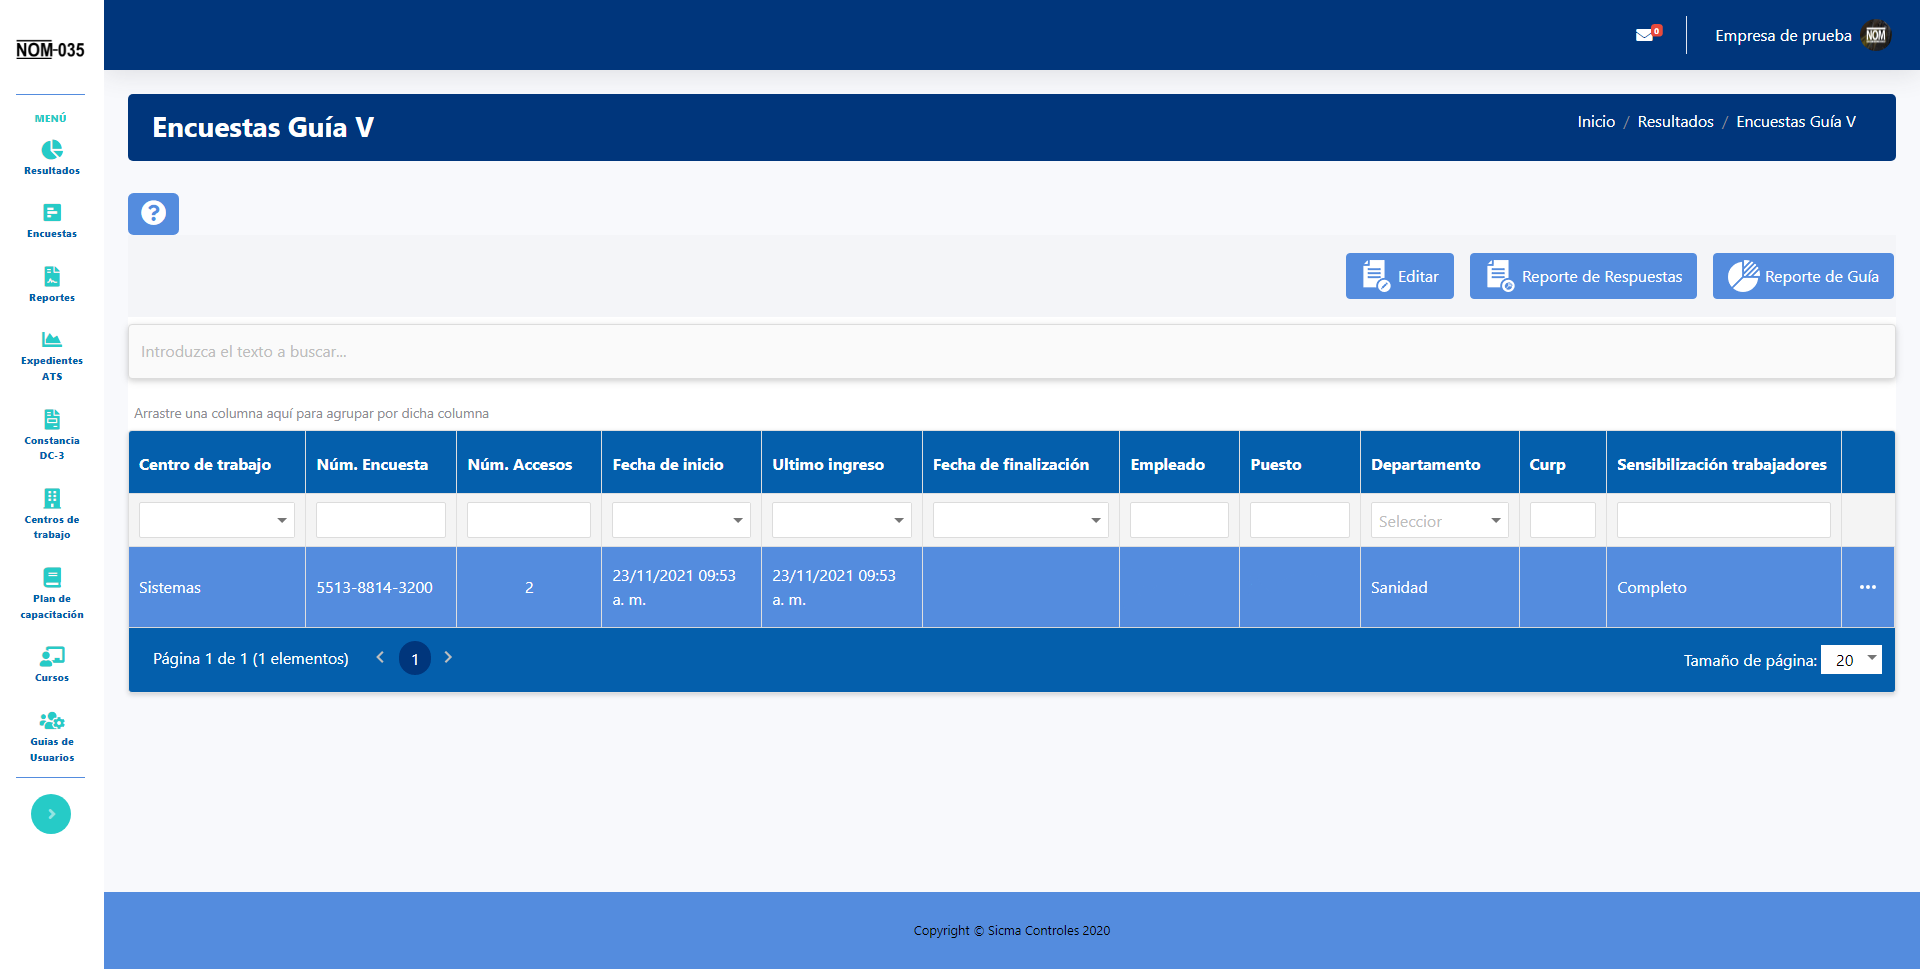 NOM-035
0
Empresa de prueba
NOM
MENÚ
Resultados
Encuestas
Reportes
Expedientes
ATS
Constancia
DC-3
Centros de
trabajo
Plan de
capacitación
Cursos
Guias de
Usuarios
Encuestas Guía V
Inicio / Resultados / Encuestas Guía V
?
Editar
Reporte de Respuestas
Reporte de Guía
Introduzca el texto a buscar...
Arrastre una columna aquí para agrupar por dicha columna
Centro de trabajo Núm. Encuesta Núm. Accesos Fecha de inicio Ultimo ingreso Fecha de finalización Empleado Puesto Departamento Curp Sensibilización trabajadores
Seleccior
Sistemas 5513-8814-3200 2 23/11/2021 09:53 a. m. 23/11/2021 09:53 a. m. Sanidad Completo ...
Página 1 de 1 (1 elementos) 1
Tamaño de página: 20
Copyright © Sicma Controles 2020